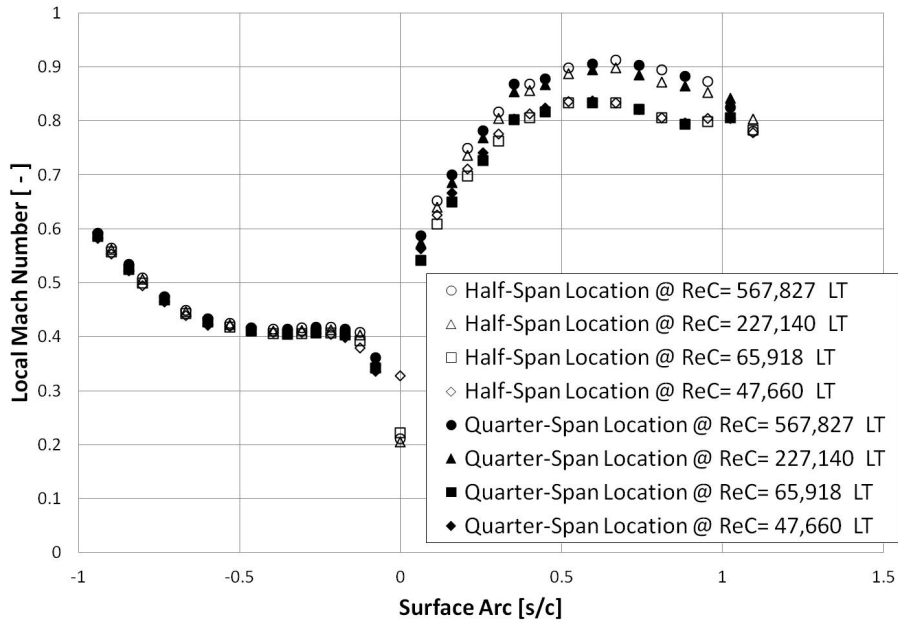 Local Mach Number [ - ]
1
0.9
0.8
0.7
0.6
0.5
0.4
0.3
0.2
0.1
0
-1
-0.5
0
0.5
1
1.5
Surface Arc [s/c]
Half-Span Location @ ReC= 567,827 LT
Half-Span Location @ ReC= 227,140 LT
Half-Span Location @ ReC= 65,918 LT
Half-Span Location @ ReC= 47,660 LT
Quarter-Span Location @ ReC= 567,827 LT
Quarter-Span Location @ ReC= 227,140 LT
Quarter-Span Location @ ReC= 65,918 LT
Quarter-Span Location @ ReC= 47,660 LT